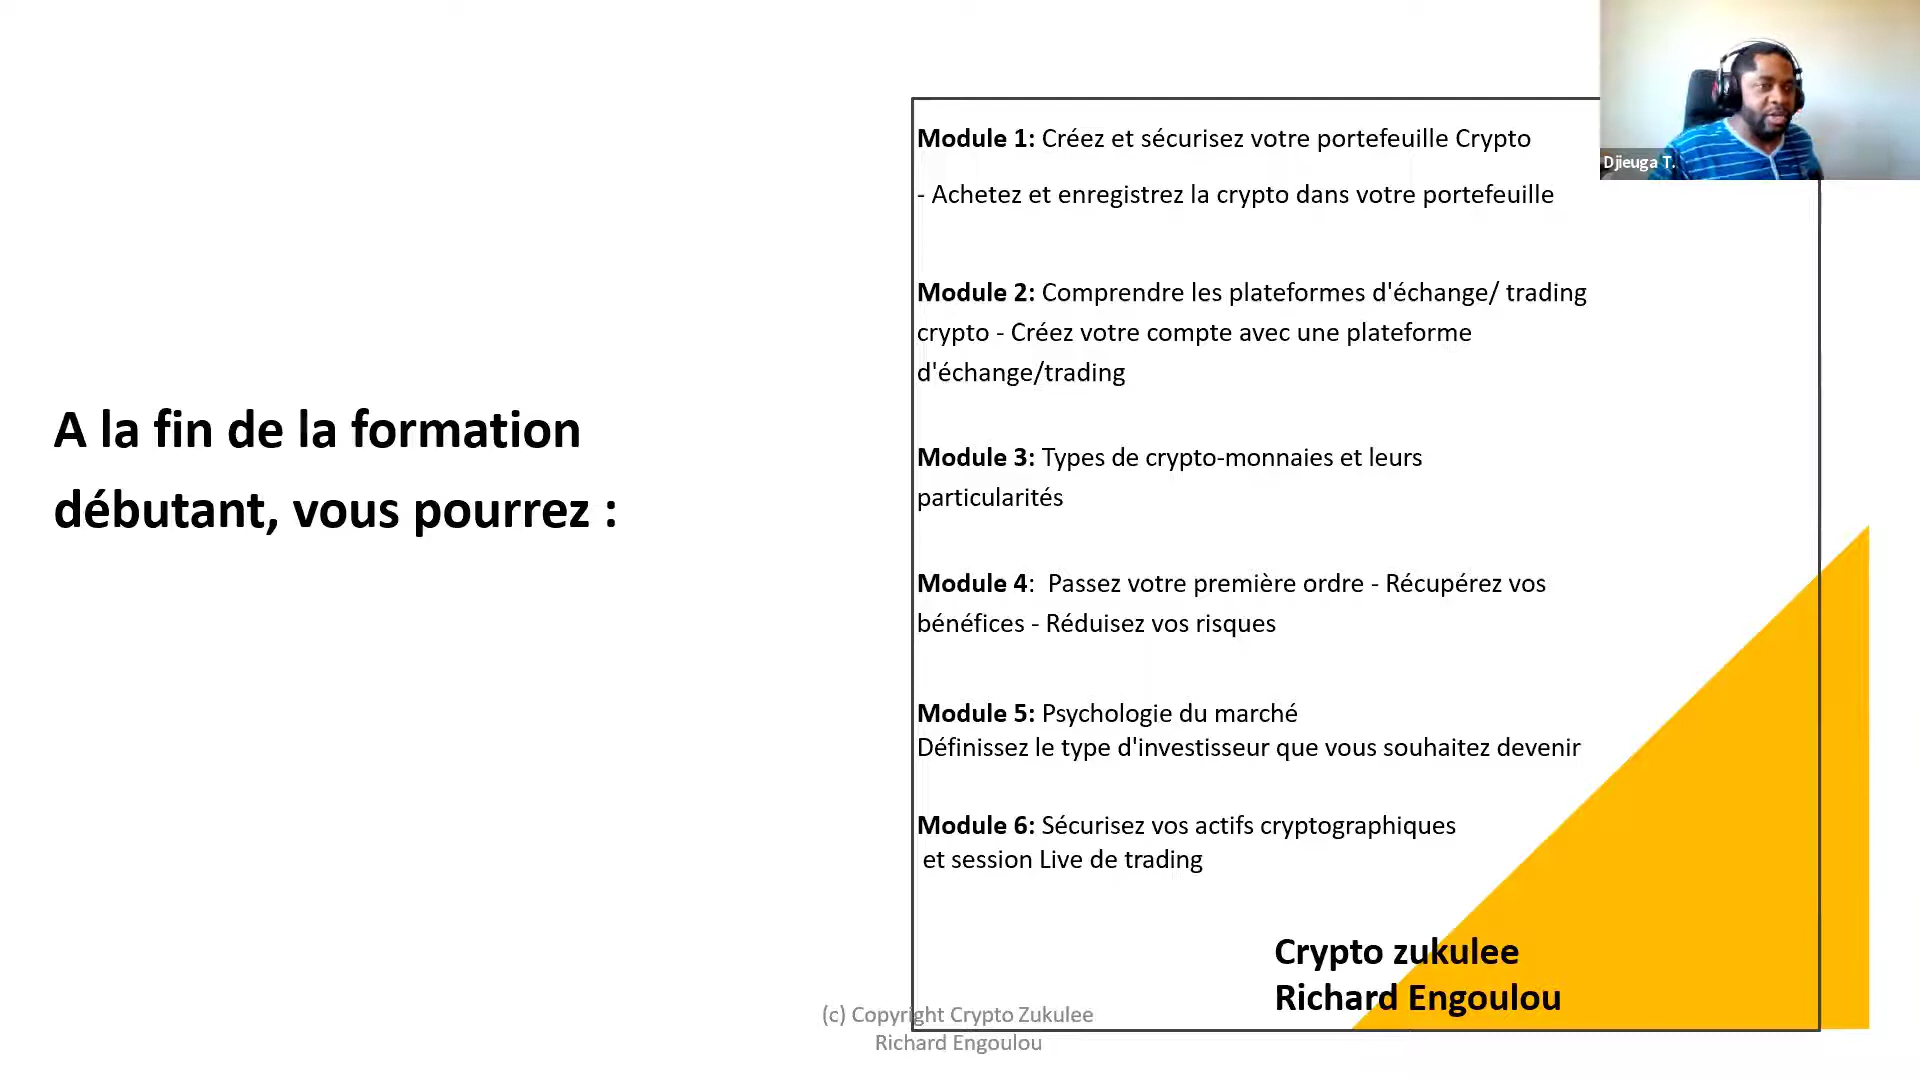 A la fin de la formation
débutant, vous pourrez :
Module 1: Créez et sécurisez votre portefeuille Crypto
- Achetez et enregistrez la crypto dans votre portefeuille
Module 2: Comprendre les plateformes d'échange/ trading
crypto - Créez votre compte avec une plateforme
d'échange/trading
Module 3: Types de crypto-monnaies et leurs
particularités
Module 4:  Passez votre première ordre - Récupérez vos
bénéfices - Réduisez vos risques
Module 5: Psychologie du marché
Définissez le type d'investisseur que vous souhaitez devenir
Module 6: Sécurisez vos actifs cryptographiques
et session Live de trading
Crypto zukulee
Richard Engoulou
(c) Copyright Crypto Zukulee
Richard Engoulou
Djieuga T.